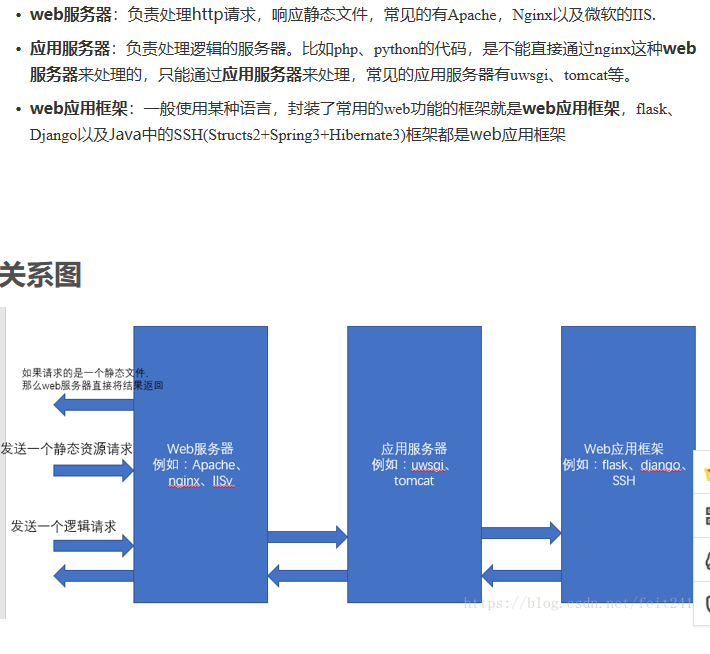 • web服务器：负责处理http请求，响应静态文件，常见的有Apache，Nginx以及微软的IIS.
• 应用服务器：负责处理逻辑的服务器。比如php、python的代码，是不能直接通过nginx这种web
服务器来处理的，只能通过应用服务器来处理，常见的应用服务器有uwsgi、tomcat等。
• web应用框架：一般使用某种语言，封装了常用的web功能的框架就是web应用框架，flask、
Django以及Java中的SSH(Structs2+Spring3+Hibernate3)框架都是web应用框架
关系图
如果请求的是一个静态文件，
那么web服务器直接将结果返回
发送一个静态资源请求
发送一个逻辑请求
Web服务器
例如：Apache、
nginx、IISv
应用服务器
例如：uwsgi、
tomcat
Web应用框架
例如：flask、django、
SSH
https://blog.csdn.net/feit241